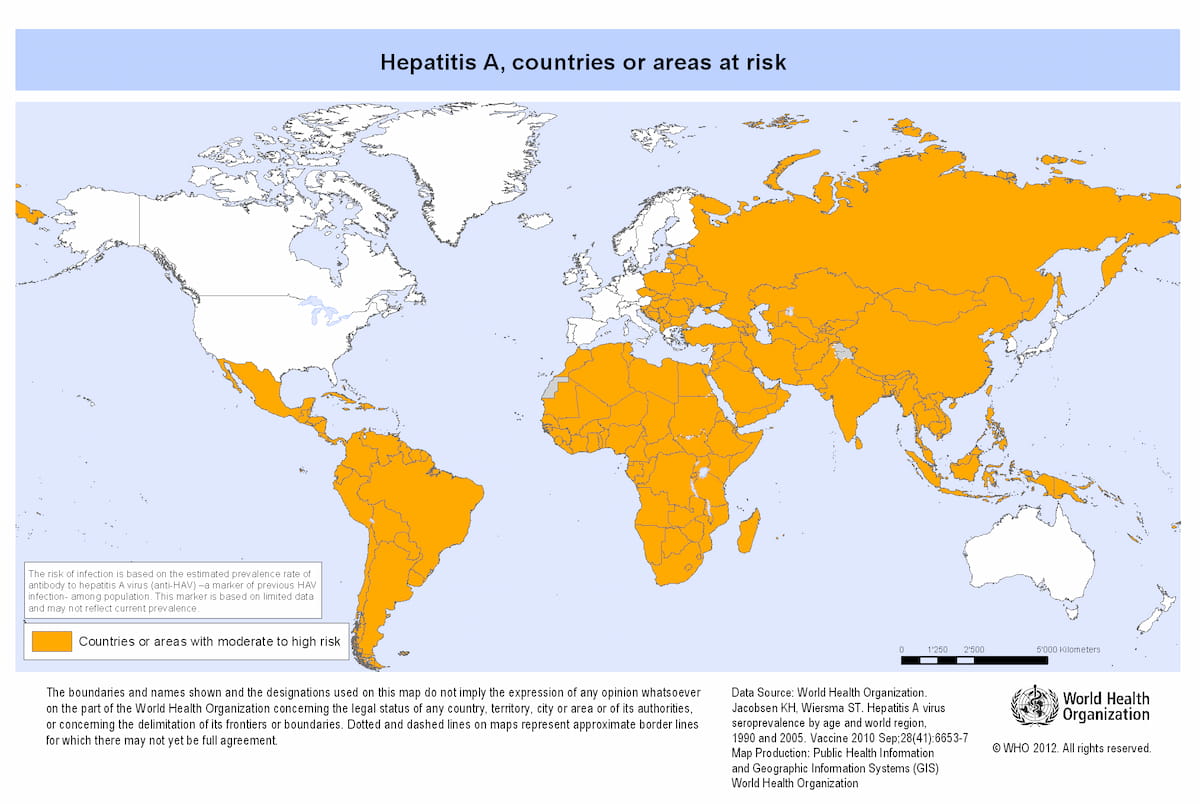 Hepatitis A, countries or areas at risk
The risk of infection is based on the estimated prevalence rate of
antibody to hepatitis A virus (anti-HAV) –a marker of previous HAV
infection- among population. This marker is based on limited data
and may not reflect current prevalence.
Countries or areas with moderate to high risk
0 1'250 2'500 5'000 Kilometers
The boundaries and names shown and the designations used on this map do not imply the expression of any opinion whatsoever
on the part of the World Health Organization concerning the legal status of any country, territory, city or area or of its authorities,
or concerning the delimitation of its frontiers or boundaries. Dotted and dashed lines on maps represent approximate border lines
for which there may not yet be full agreement.
Data Source: World Health Organization.
Jacobsen KH, Wiersma ST. Hepatitis A virus
seroprevalence by age and world region,
1990 and 2005. Vaccine 2010 Sep;28(41):6653-7
Map Production: Public Health Information
and Geographic Information Systems (GIS)
World Health Organization
World Health
Organization
© WHO 2012. All rights reserved.